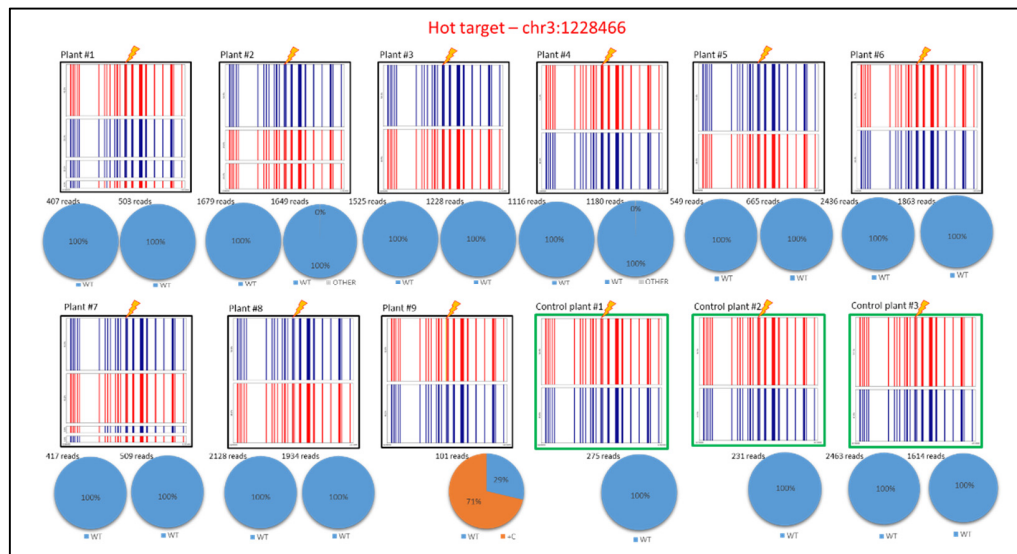 Hot target – chr3:1228466
Plant #1 Plant #2 Plant #3 Plant #4 Plant #5 Plant #6
407 reads 503 reads 1679 reads 1649 reads 1525 reads 1228 reads 1116 reads 1180 reads 549 reads 665 reads 2436 reads 1863 reads
0% 0%
100% 100% 100% 100% 100% 100% 100% 100% 100% 100%
100% 100%
WT WT WT WT OTHER WT WT WT WT OTHER WT WT WT WT
Plant #7 Plant #8 Plant #9 Control plant #1 Control plant #2 Control plant #3
417 reads 509 reads 2128 reads 1934 reads 101 reads 275 reads 231 reads 2463 reads 1614 reads
29%
100% 100% 100% 100% 100% 100% 100% 100%
71%
WT WT WT WT WT +C WT WT WT WT